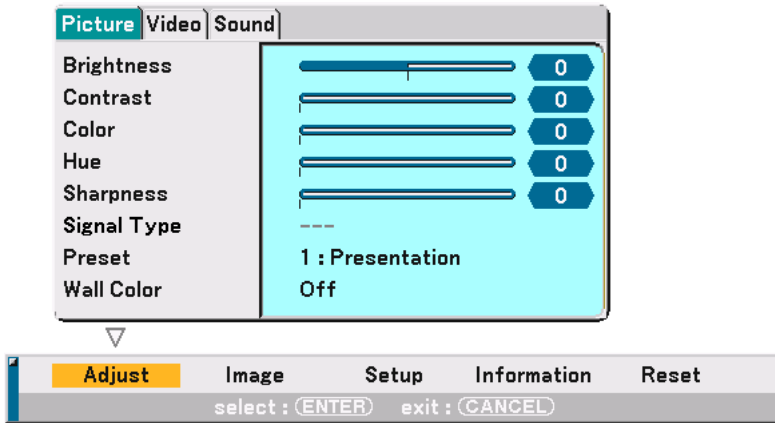 Picture Video Sound
Brightness 0
Contrast 0
Color 0
Hue 0
Sharpness 0
Signal Type ---
Preset 1 : Presentation
Wall Color Off
Adjust Image Setup Information Reset
select : (ENTER) exit : (CANCEL)